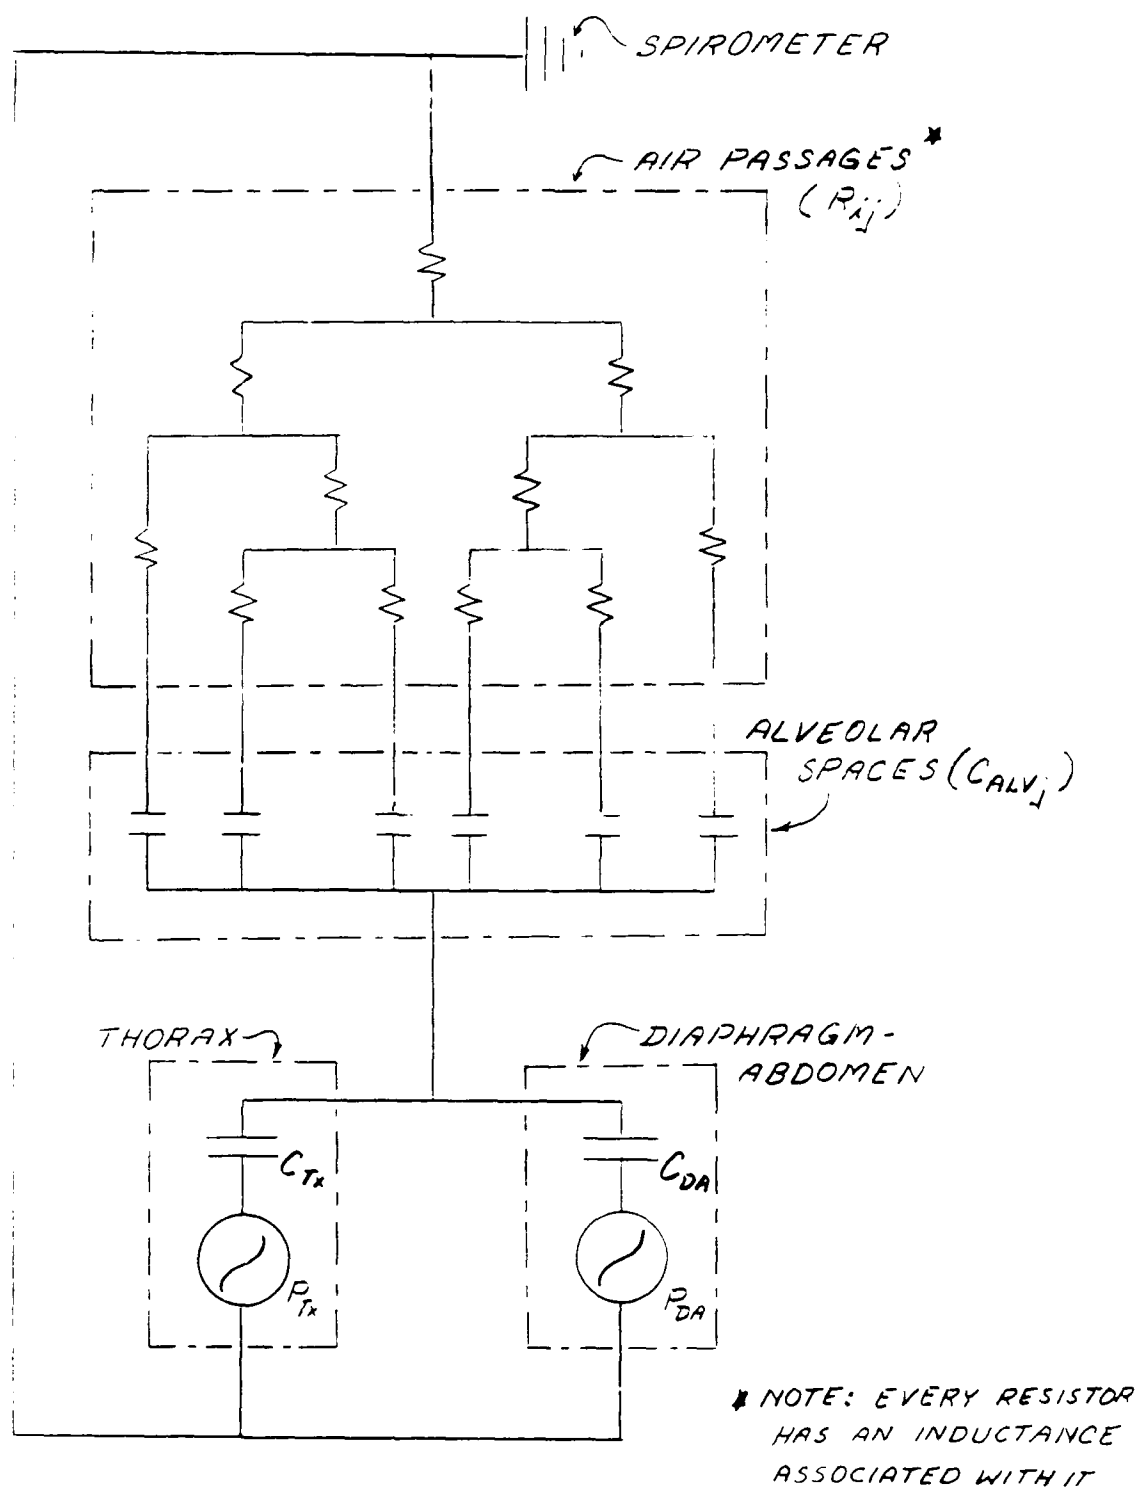 SPIROMETER
AIR PASSAGES★
(Rij)
ALVEOLAR
SPACES (CALVj)
THORAX
DIAPHRAGM-
ABDOMEN
CTx
CDA
PTx
PDA
★ NOTE: EVERY RESISTOR
HAS AN INDUCTANCE
ASSOCIATED WITH IT